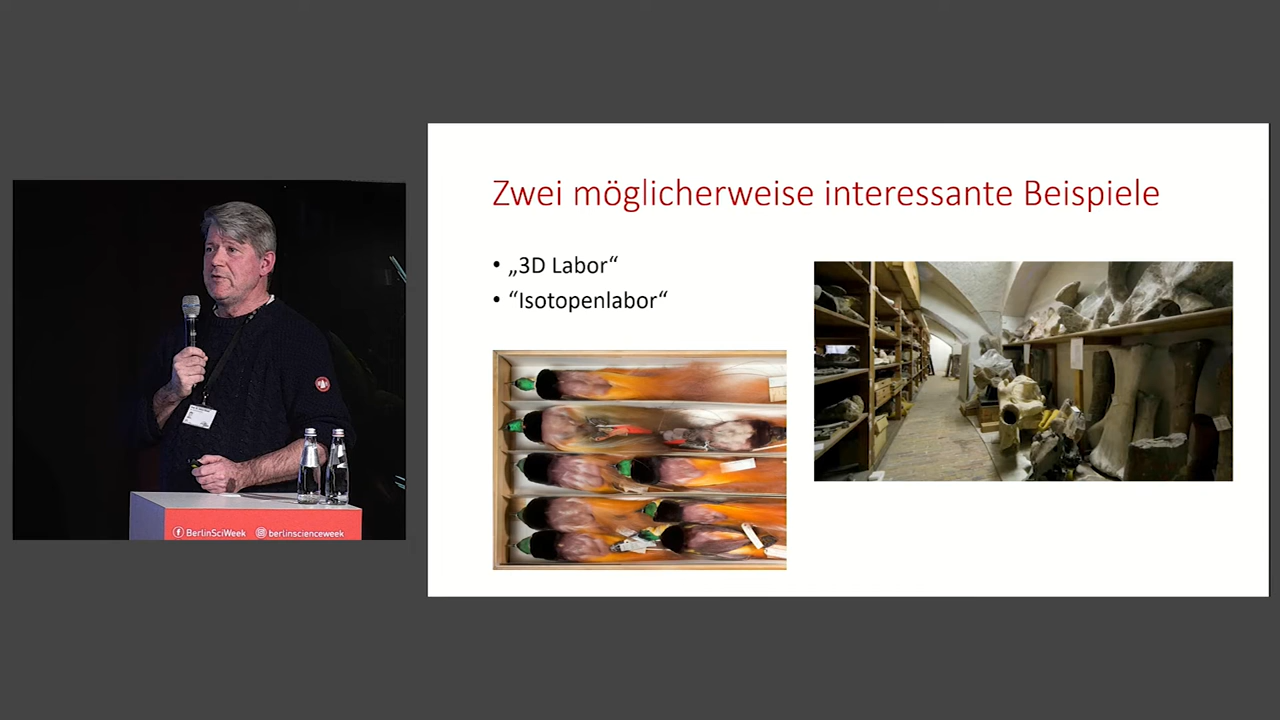 Zwei möglicherweise interessante Beispiele
• „3D Labor“
• “Isotopenlabor“
BerlinSciWeek berlinscienceweek